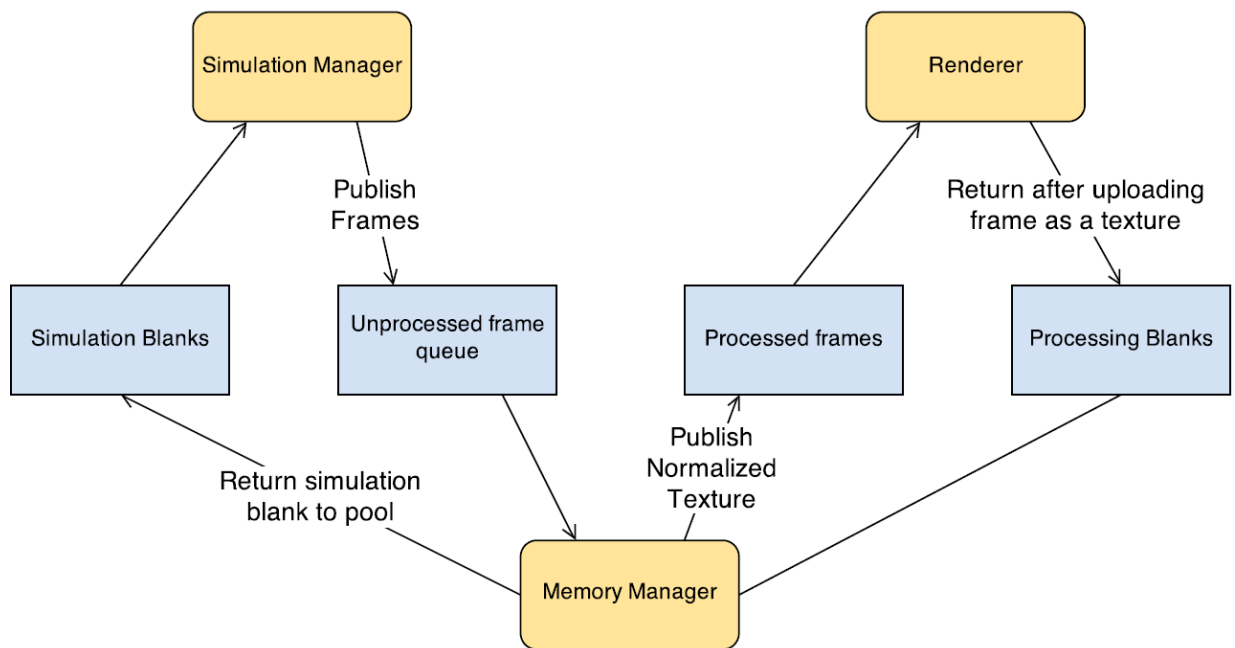 Simulation Manager
Renderer
Publish
Frames
Return after uploading
frame as a texture
Simulation Blanks
Unprocessed frame
queue
Processed frames
Processing Blanks
Return simulation
blank to pool
Publish
Normalized
Texture
Memory Manager